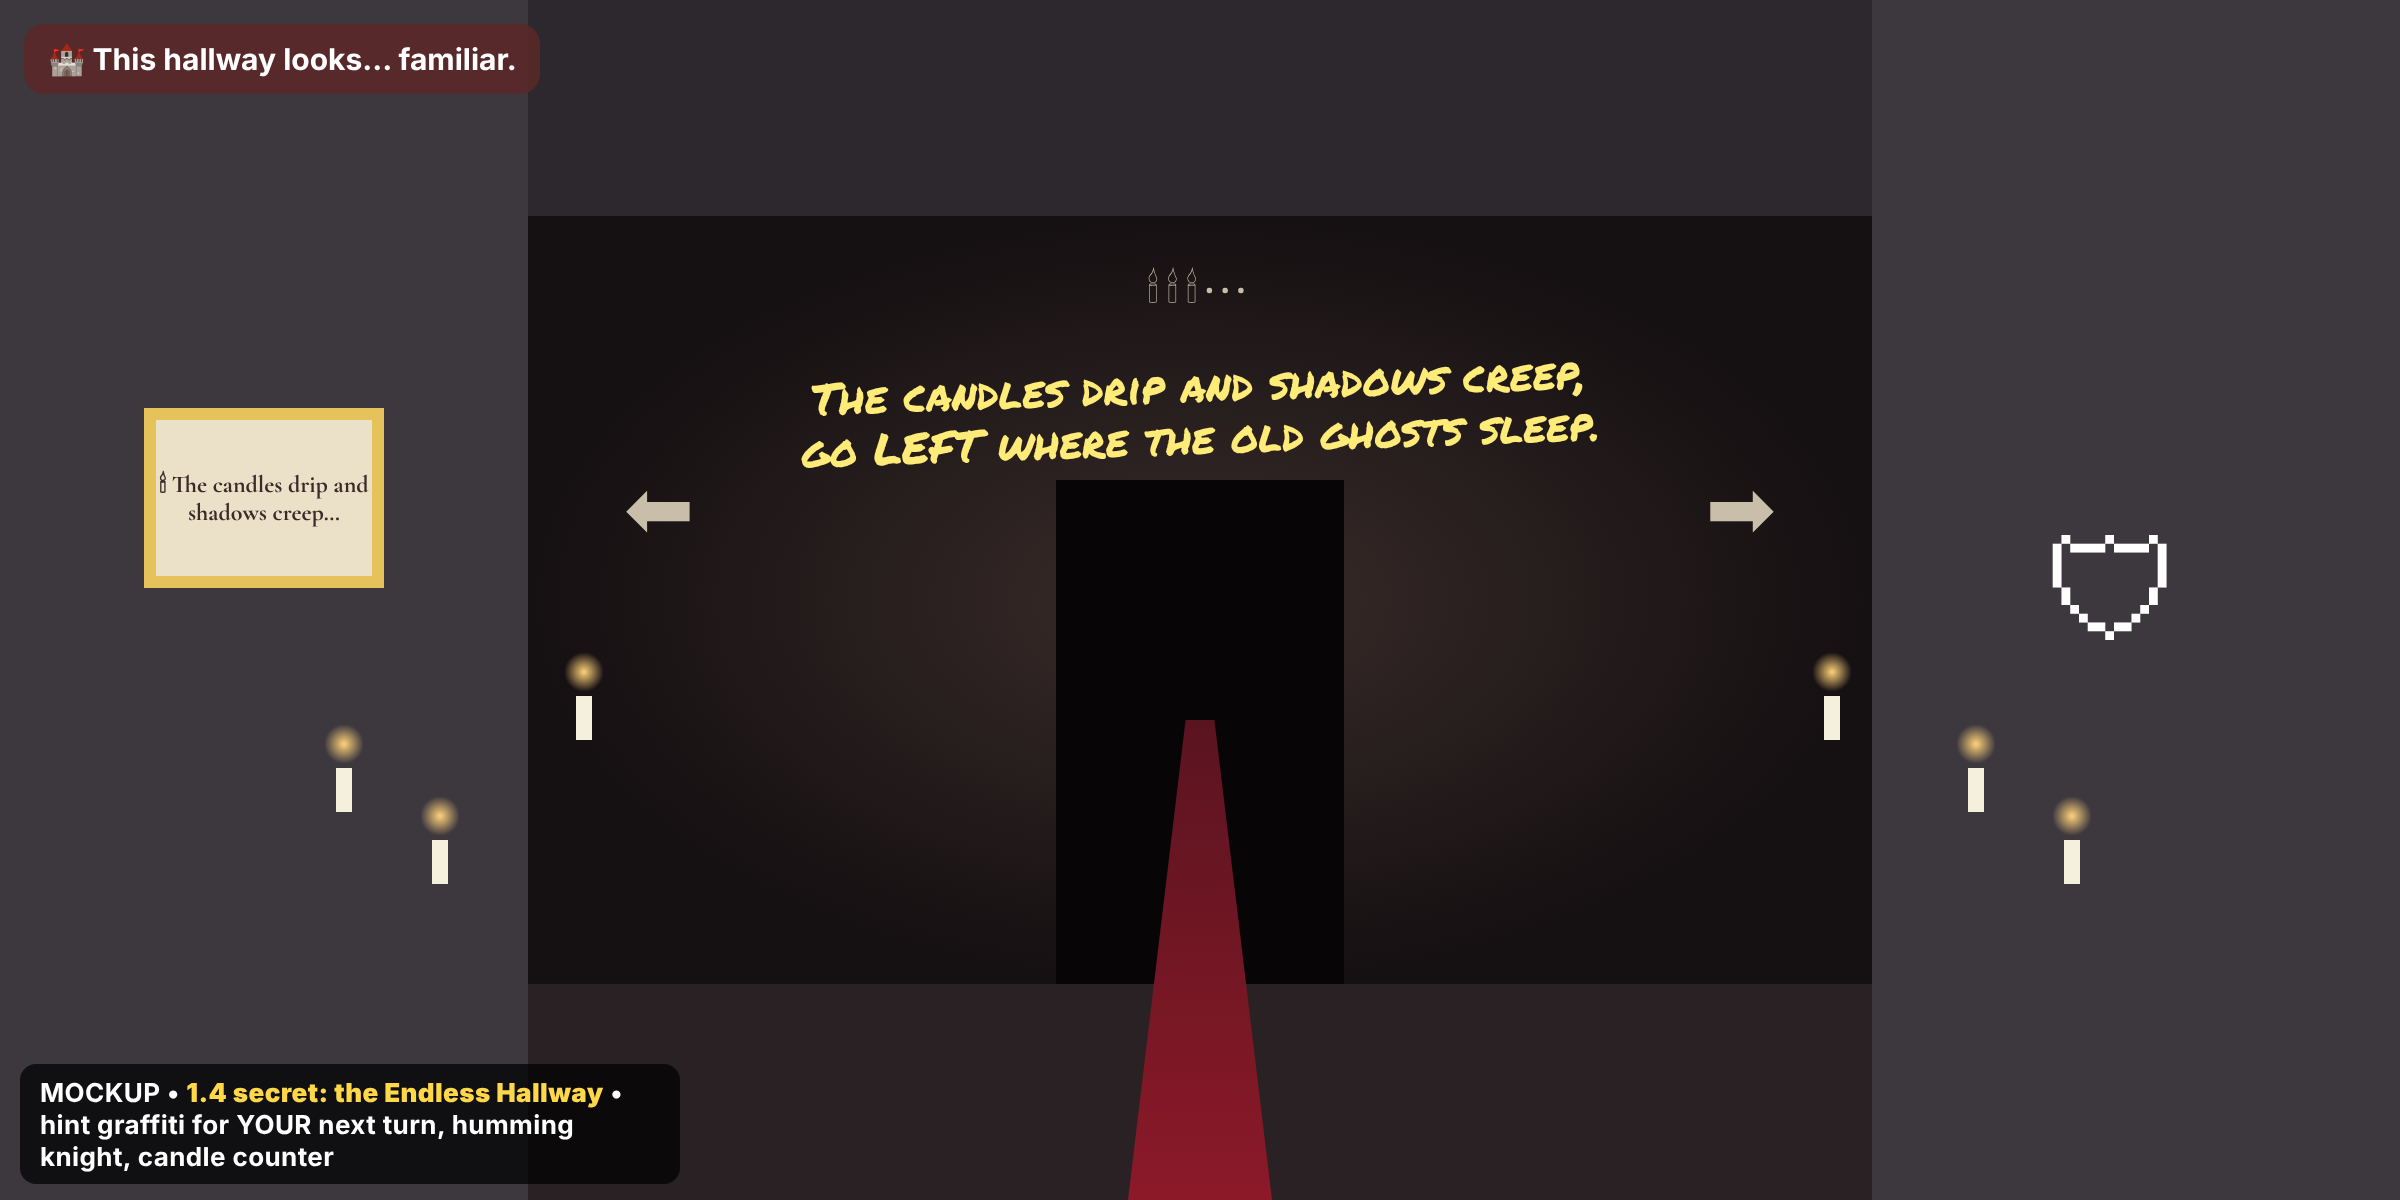 🏰 This hallway looks... familiar.
🕯🕯🕯···
The candles drip and shadows creep,
go LEFT where the old ghosts sleep.
🕯 The candles drip and
shadows creep...
MOCKUP • 1.4 secret: the Endless Hallway •
hint graffiti for YOUR next turn, humming
knight, candle counter